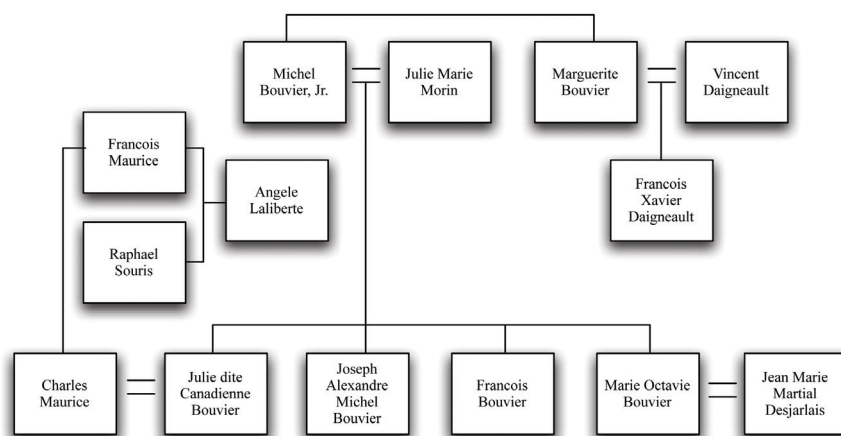 Michel
Bouvier, Jr.
Julie Marie
Morin
Marguerite
Bouvier
Vincent
Daigneault
Francois
Maurice
Angele
Laliberte
Francois
Xavier
Daigneault
Raphael
Souris
Charles
Maurice
Julie dite
Canadienne
Bouvier
Joseph
Alexandre
Michel
Bouvier
Francois
Bouvier
Marie Octavie
Bouvier
Jean Marie
Martial
Desjarlais